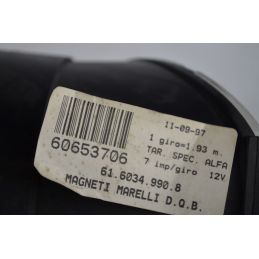 11-09-97
1 giro=1.93 m.
TAR. SPEC. ALFA
7 imp/giro 12V
60653706
61.6034.990.8
MAGNETI MARELLI D.Q.B.